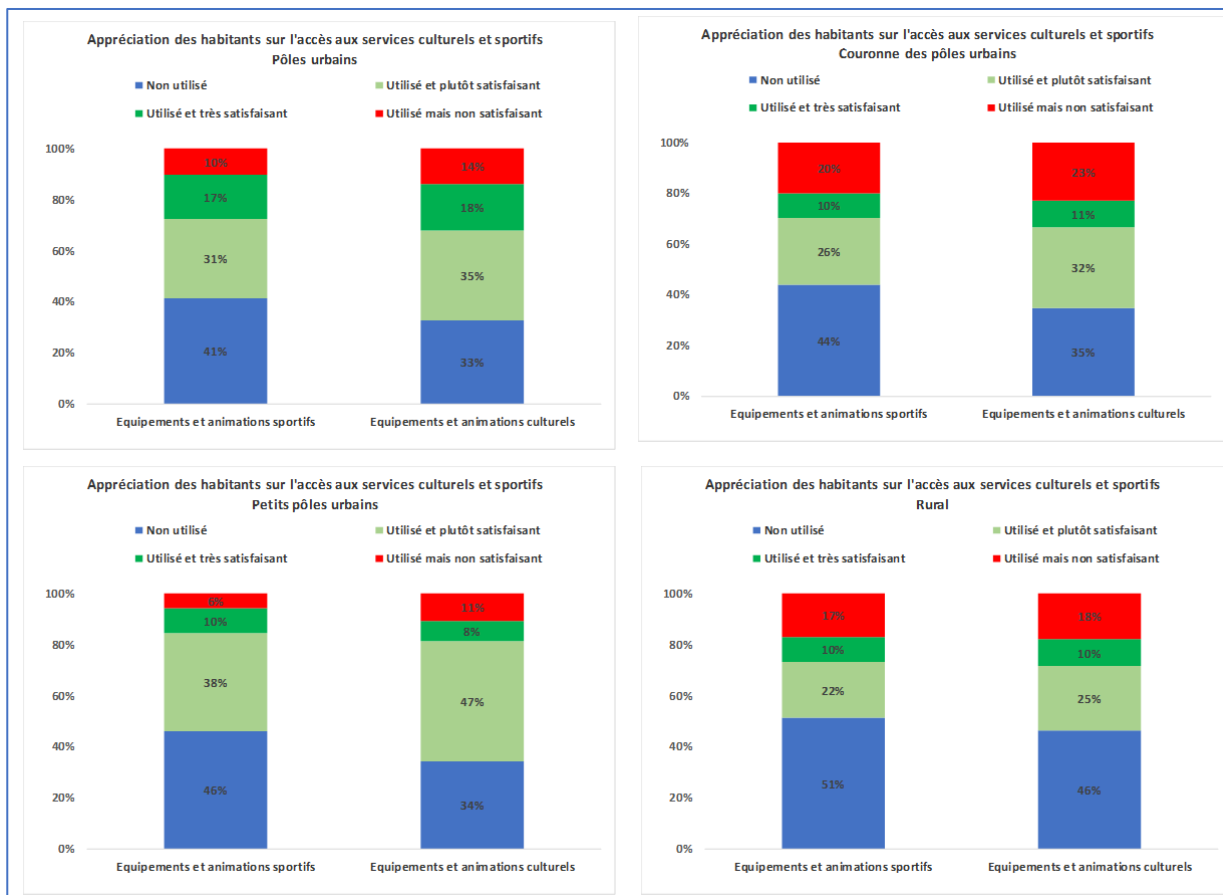 Appréciation des habitants sur l'accès aux services culturels et sportifs
Pôles urbains
Non utilisé
Utilisé et plutôt satisfaisant
Utilisé et très satisfaisant
Utilisé mais non satisfaisant
100%
80%
60%
40%
20%
0%
10%
17%
31%
41%
14%
18%
35%
33%
Equipements et animations sportifs
Equipements et animations culturels
Appréciation des habitants sur l'accès aux services culturels et sportifs
Couronne des pôles urbains
Non utilisé
Utilisé et plutôt satisfaisant
Utilisé et très satisfaisant
Utilisé mais non satisfaisant
100%
80%
60%
40%
20%
0%
20%
10%
26%
44%
23%
11%
32%
35%
Equipements et animations sportifs
Equipements et animations culturels
Appréciation des habitants sur l'accès aux services culturels et sportifs
Petits pôles urbains
Non utilisé
Utilisé et plutôt satisfaisant
Utilisé et très satisfaisant
Utilisé mais non satisfaisant
100%
80%
60%
40%
20%
0%
6%
10%
38%
46%
11%
8%
47%
34%
Equipements et animations sportifs
Equipements et animations culturels
Appréciation des habitants sur l'accès aux services culturels et sportifs
Rural
Non utilisé
Utilisé et plutôt satisfaisant
Utilisé et très satisfaisant
Utilisé mais non satisfaisant
100%
80%
60%
40%
20%
0%
17%
10%
22%
51%
18%
10%
25%
46%
Equipements et animations sportifs
Equipements et animations culturels